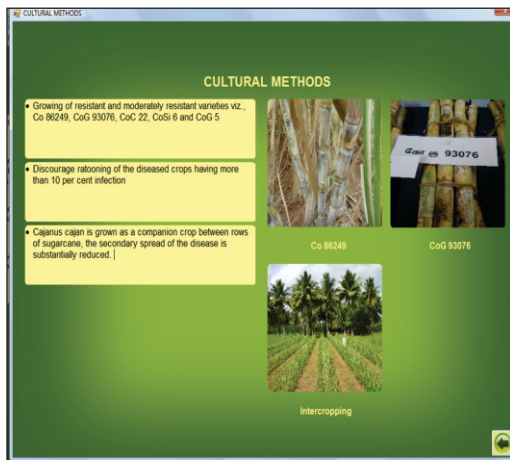 CULTURAL METHODS
CULTURAL METHODS
• Growing of resistant and moderately resistant varieties viz.,
Co 86249, CoG 93076, CoC 22, CoSi 6 and CoG 5
• Discourage ratooning of the diseased crops having more
than 10 per cent infection
• Cajanus cajan is grown as a companion crop between rows
of sugarcane, the secondary spread of the disease is
substantially reduced.
கோ கு 93076
Co 86249
CoG 93076
Intercropping